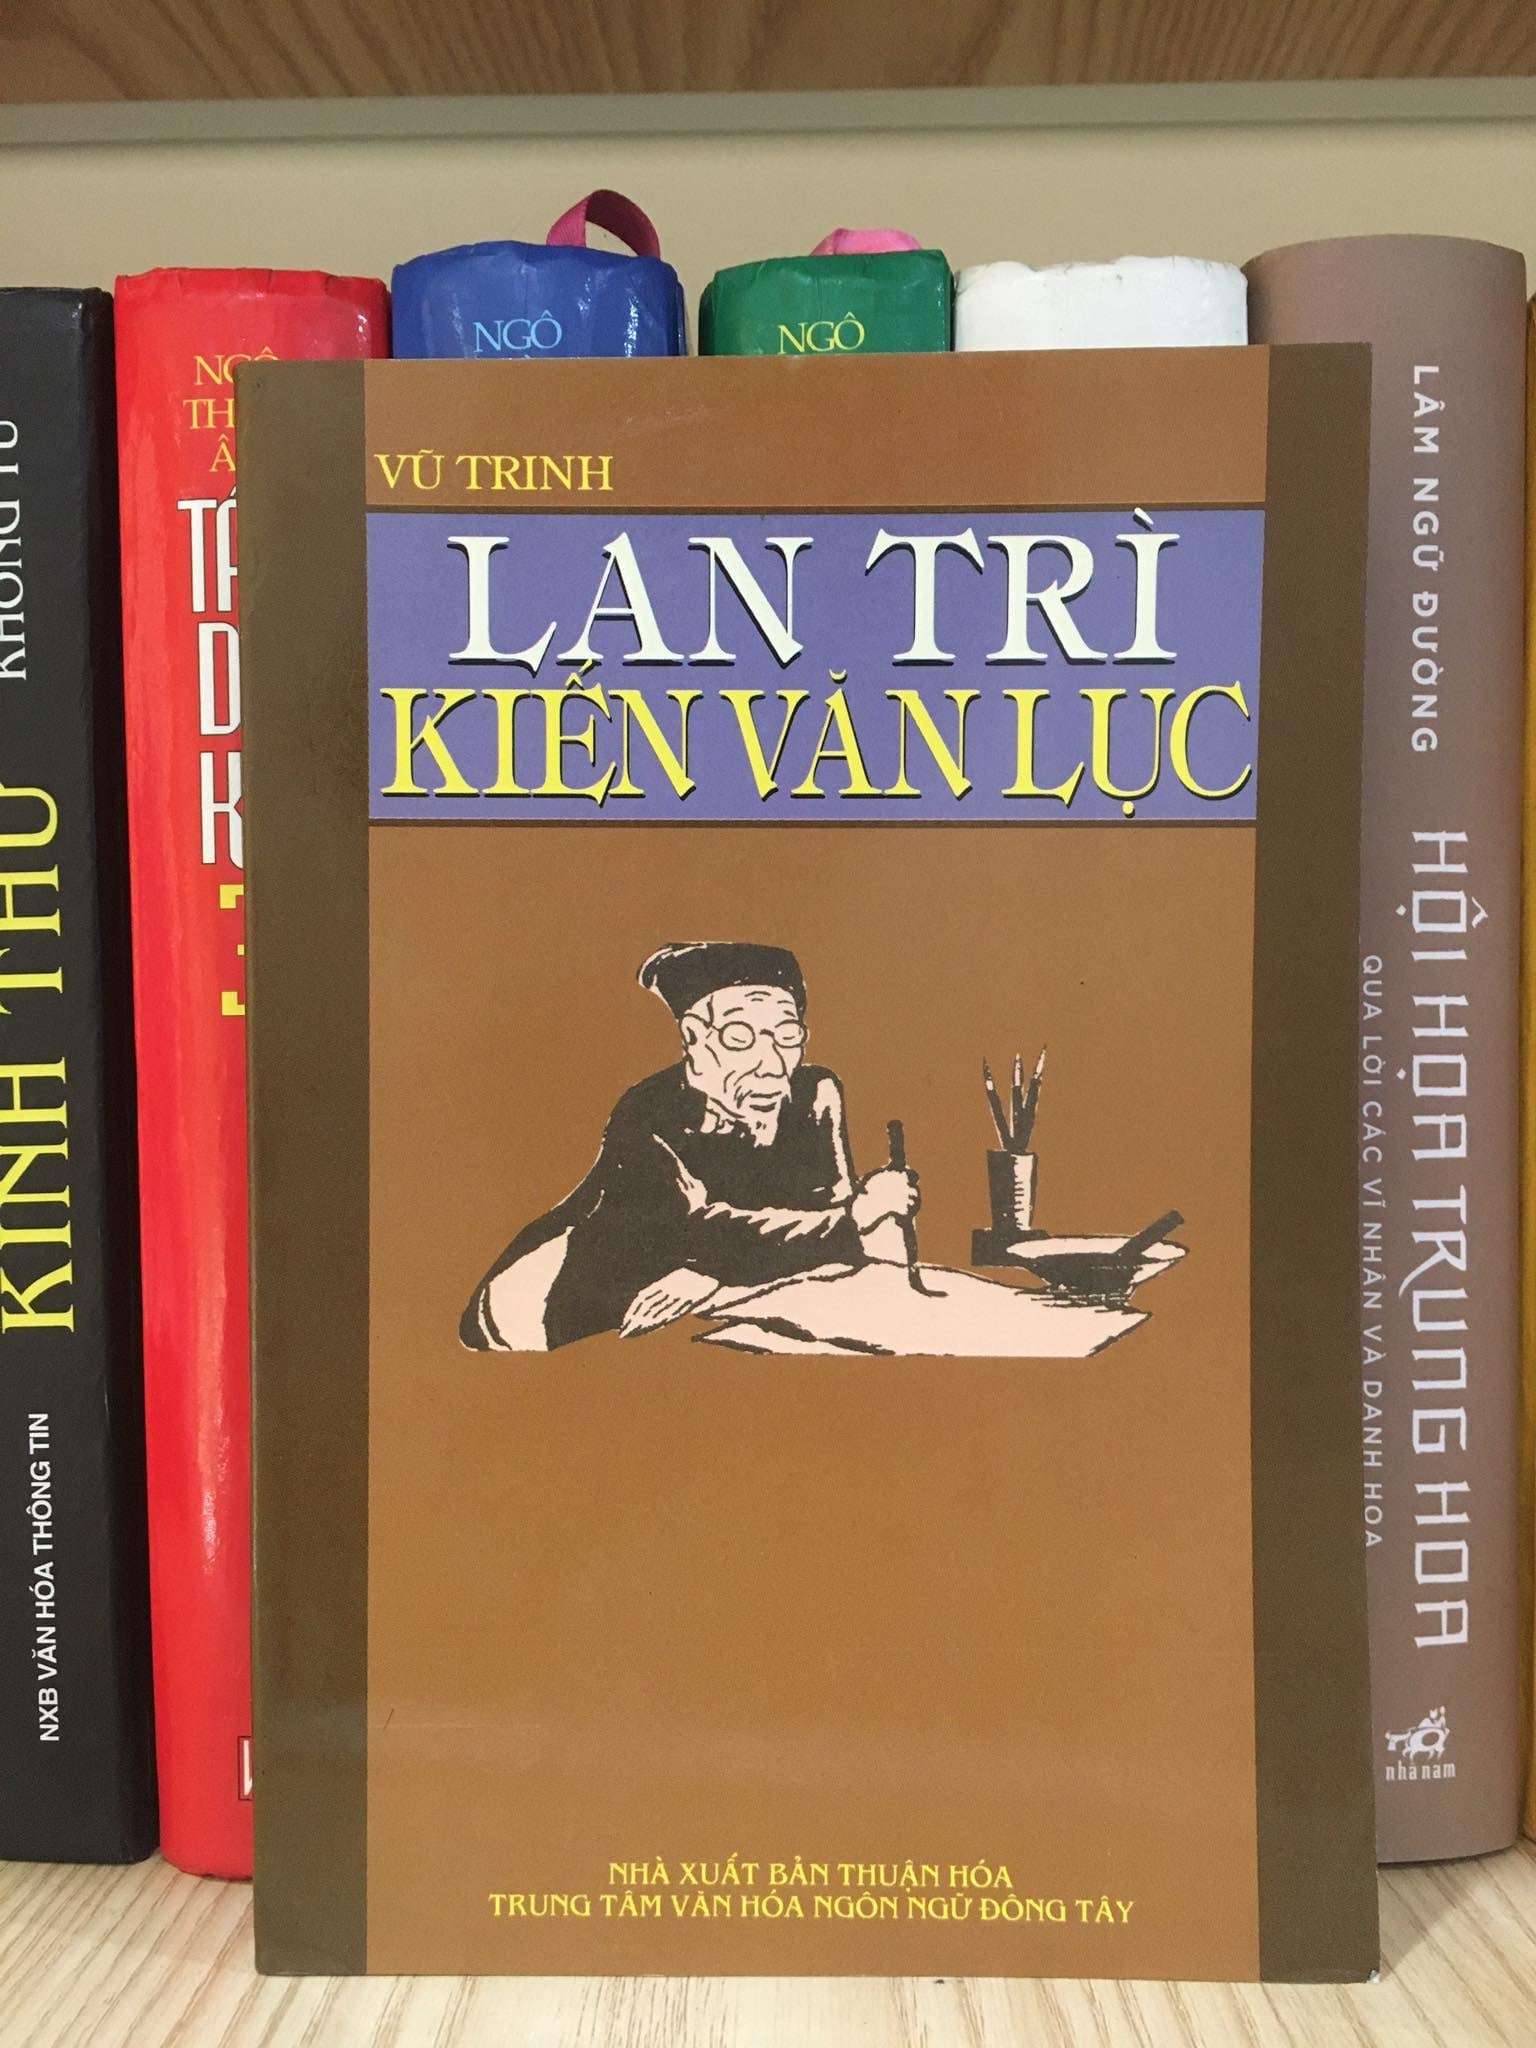 VŨ TRINH
LAN TRÌ
KIẾN VĂN LỤC
NHÀ XUẤT BẢN THUẬN HÓA
TRUNG TÂM VĂN HÓA NGÔN NGỮ ĐÔNG TÂY
KINH THƯ
NXB VĂN HÓA THÔNG TIN
NGÔ
NGÔ
LÂM NGỮ ĐƯỜNG
HỘI HỌA TRUNG HOA
QUA LỜI CÁC VĨ NHÂN VÀ DANH HỌA
nhã nam